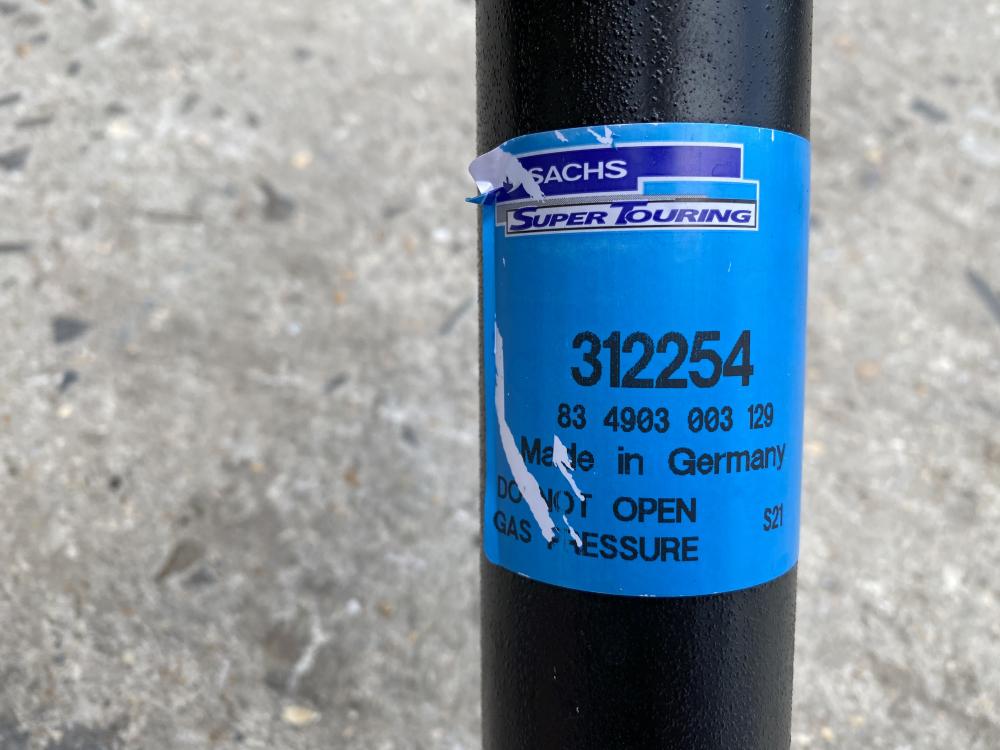 SACHS
SUPER TOURING
312254
83 4903 003 129
Made in Germany
DO NOT OPEN
S21
GAS PRESSURE